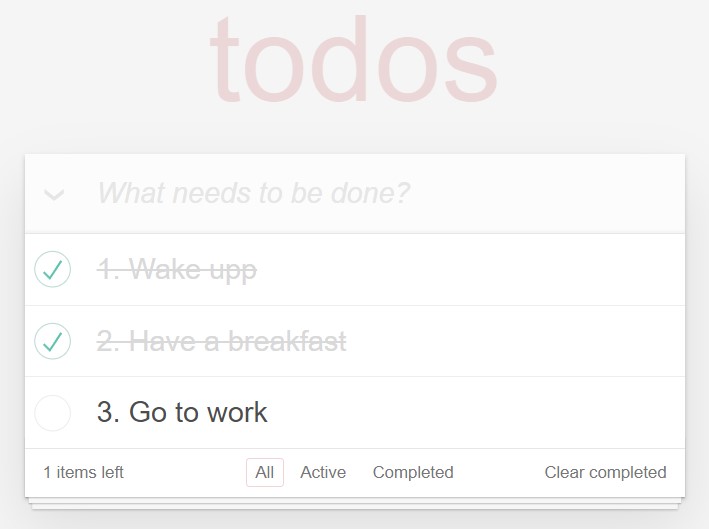 todos
What needs to be done?
1. Wake upp
2. Have a breakfast
3. Go to work
1 items left All Active Completed Clear completed